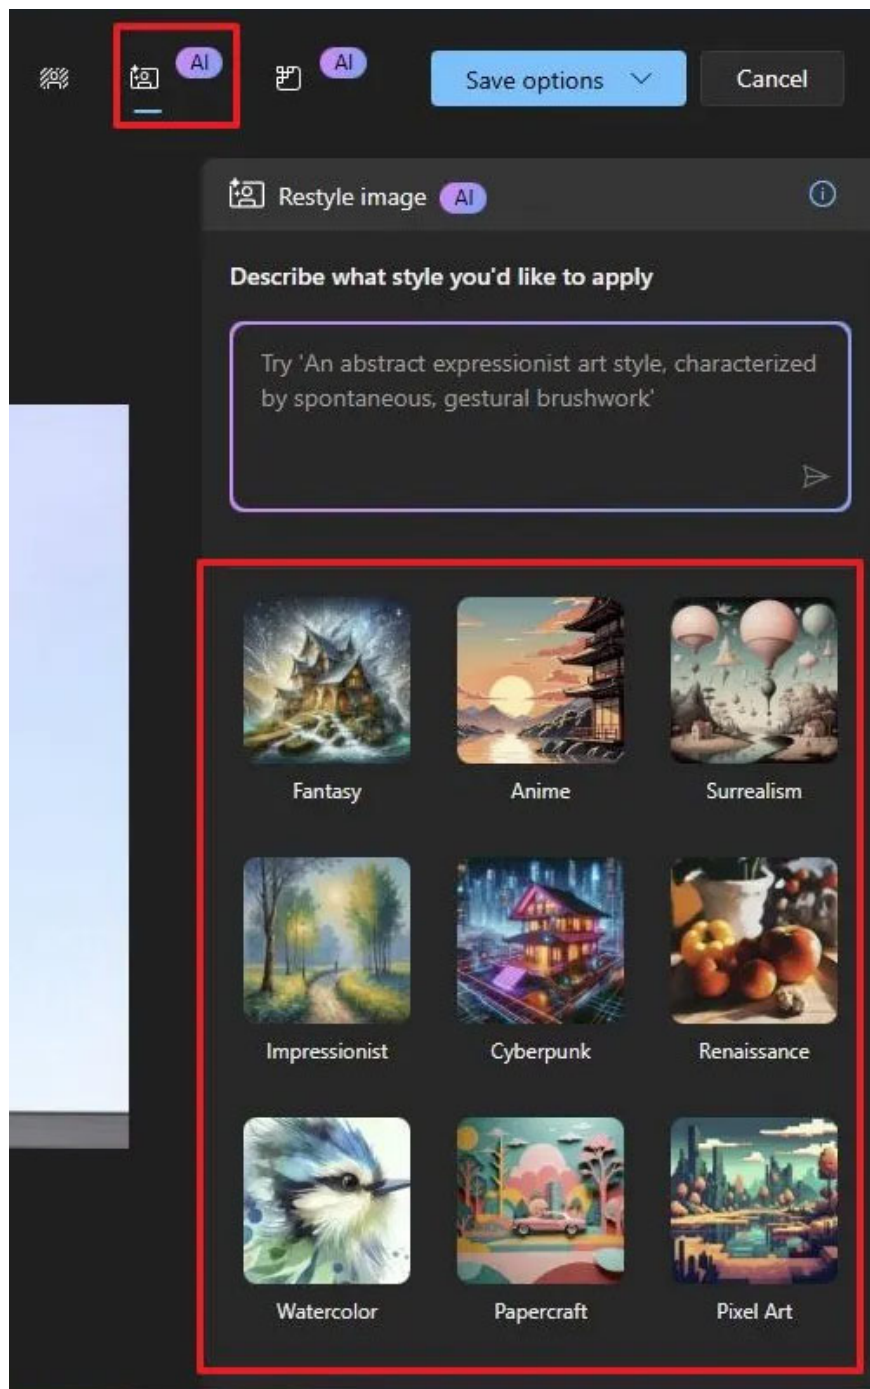 AI
AI
Save options
Cancel
Restyle image AI
Describe what style you'd like to apply
Try 'An abstract expressionist art style, characterized
by spontaneous, gestural brushwork'
Fantasy
Anime
Surrealism
Impressionist
Cyberpunk
Renaissance
Watercolor
Papercraft
Pixel Art